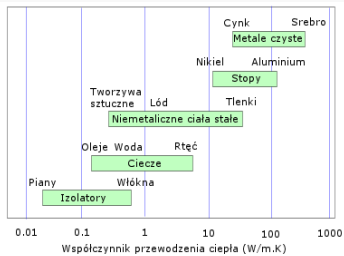 Cynk Srebro
Metale czyste
Nikiel Aluminium
Stopy
Tworzywa
sztuczne Lód Tlenki
Niemetaliczne ciała stałe
Oleje Woda Rtęć
Ciecze
Piany Włókna
Izolatory
0.01 0.1 1 10 100 1000
Współczynnik przewodzenia ciepła (W/m.K)